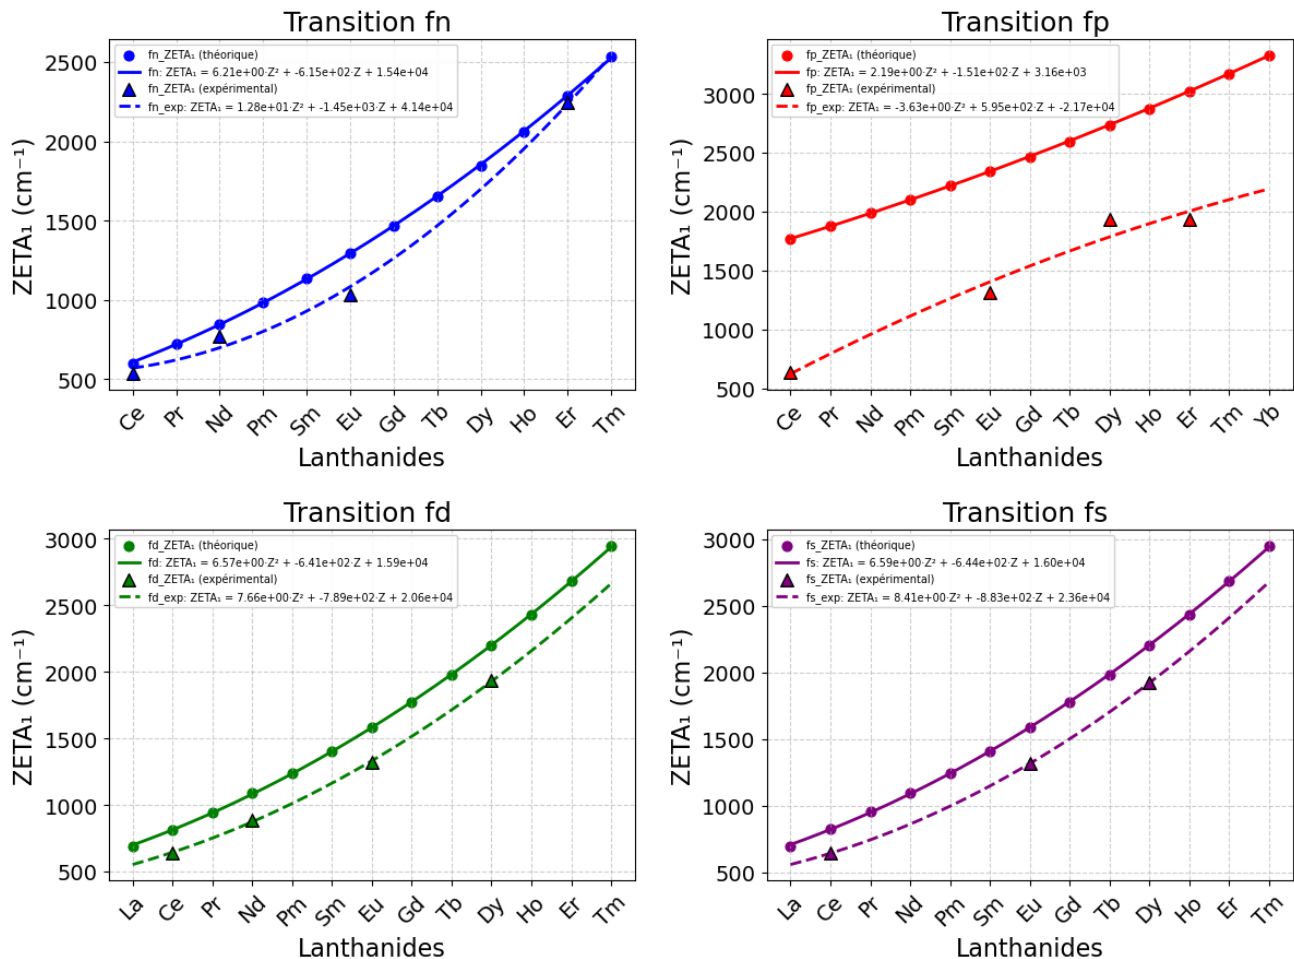 Transition fn
ZETA₁ (cm⁻¹)
2500
2000
1500
1000
500
fn_ZETA₁ (théorique)
fn: ZETA₁ = 6.21e+00·Z² + -6.15e+02·Z + 1.54e+04
fn_ZETA₁ (expérimental)
fn_exp: ZETA₁ = 1.28e+01·Z² + -1.45e+03·Z + 4.14e+04
Ce Pr Nd Pm Sm Eu Gd Tb Dy Ho Er Tm
Lanthanides
Transition fp
ZETA₁ (cm⁻¹)
3000
2500
2000
1500
1000
500
fp_ZETA₁ (théorique)
fp: ZETA₁ = 2.19e+00·Z² + -1.51e+02·Z + 3.16e+03
fp_ZETA₁ (expérimental)
fp_exp: ZETA₁ = -3.63e+00·Z² + 5.95e+02·Z + -2.17e+04
Ce Pr Nd Pm Sm Eu Gd Tb Dy Ho Er Tm Yb
Lanthanides
Transition fd
ZETA₁ (cm⁻¹)
3000
2500
2000
1500
1000
500
fd_ZETA₁ (théorique)
fd: ZETA₁ = 6.57e+00·Z² + -6.41e+02·Z + 1.59e+04
fd_ZETA₁ (expérimental)
fd_exp: ZETA₁ = 7.66e+00·Z² + -7.89e+02·Z + 2.06e+04
La Ce Pr Nd Pm Sm Eu Gd Tb Dy Ho Er Tm
Lanthanides
Transition fs
ZETA₁ (cm⁻¹)
3000
2500
2000
1500
1000
500
fs_ZETA₁ (théorique)
fs: ZETA₁ = 6.59e+00·Z² + -6.44e+02·Z + 1.60e+04
fs_ZETA₁ (expérimental)
fs_exp: ZETA₁ = 8.41e+00·Z² + -8.83e+02·Z + 2.36e+04
La Ce Pr Nd Pm Sm Eu Gd Tb Dy Ho Er Tm
Lanthanides